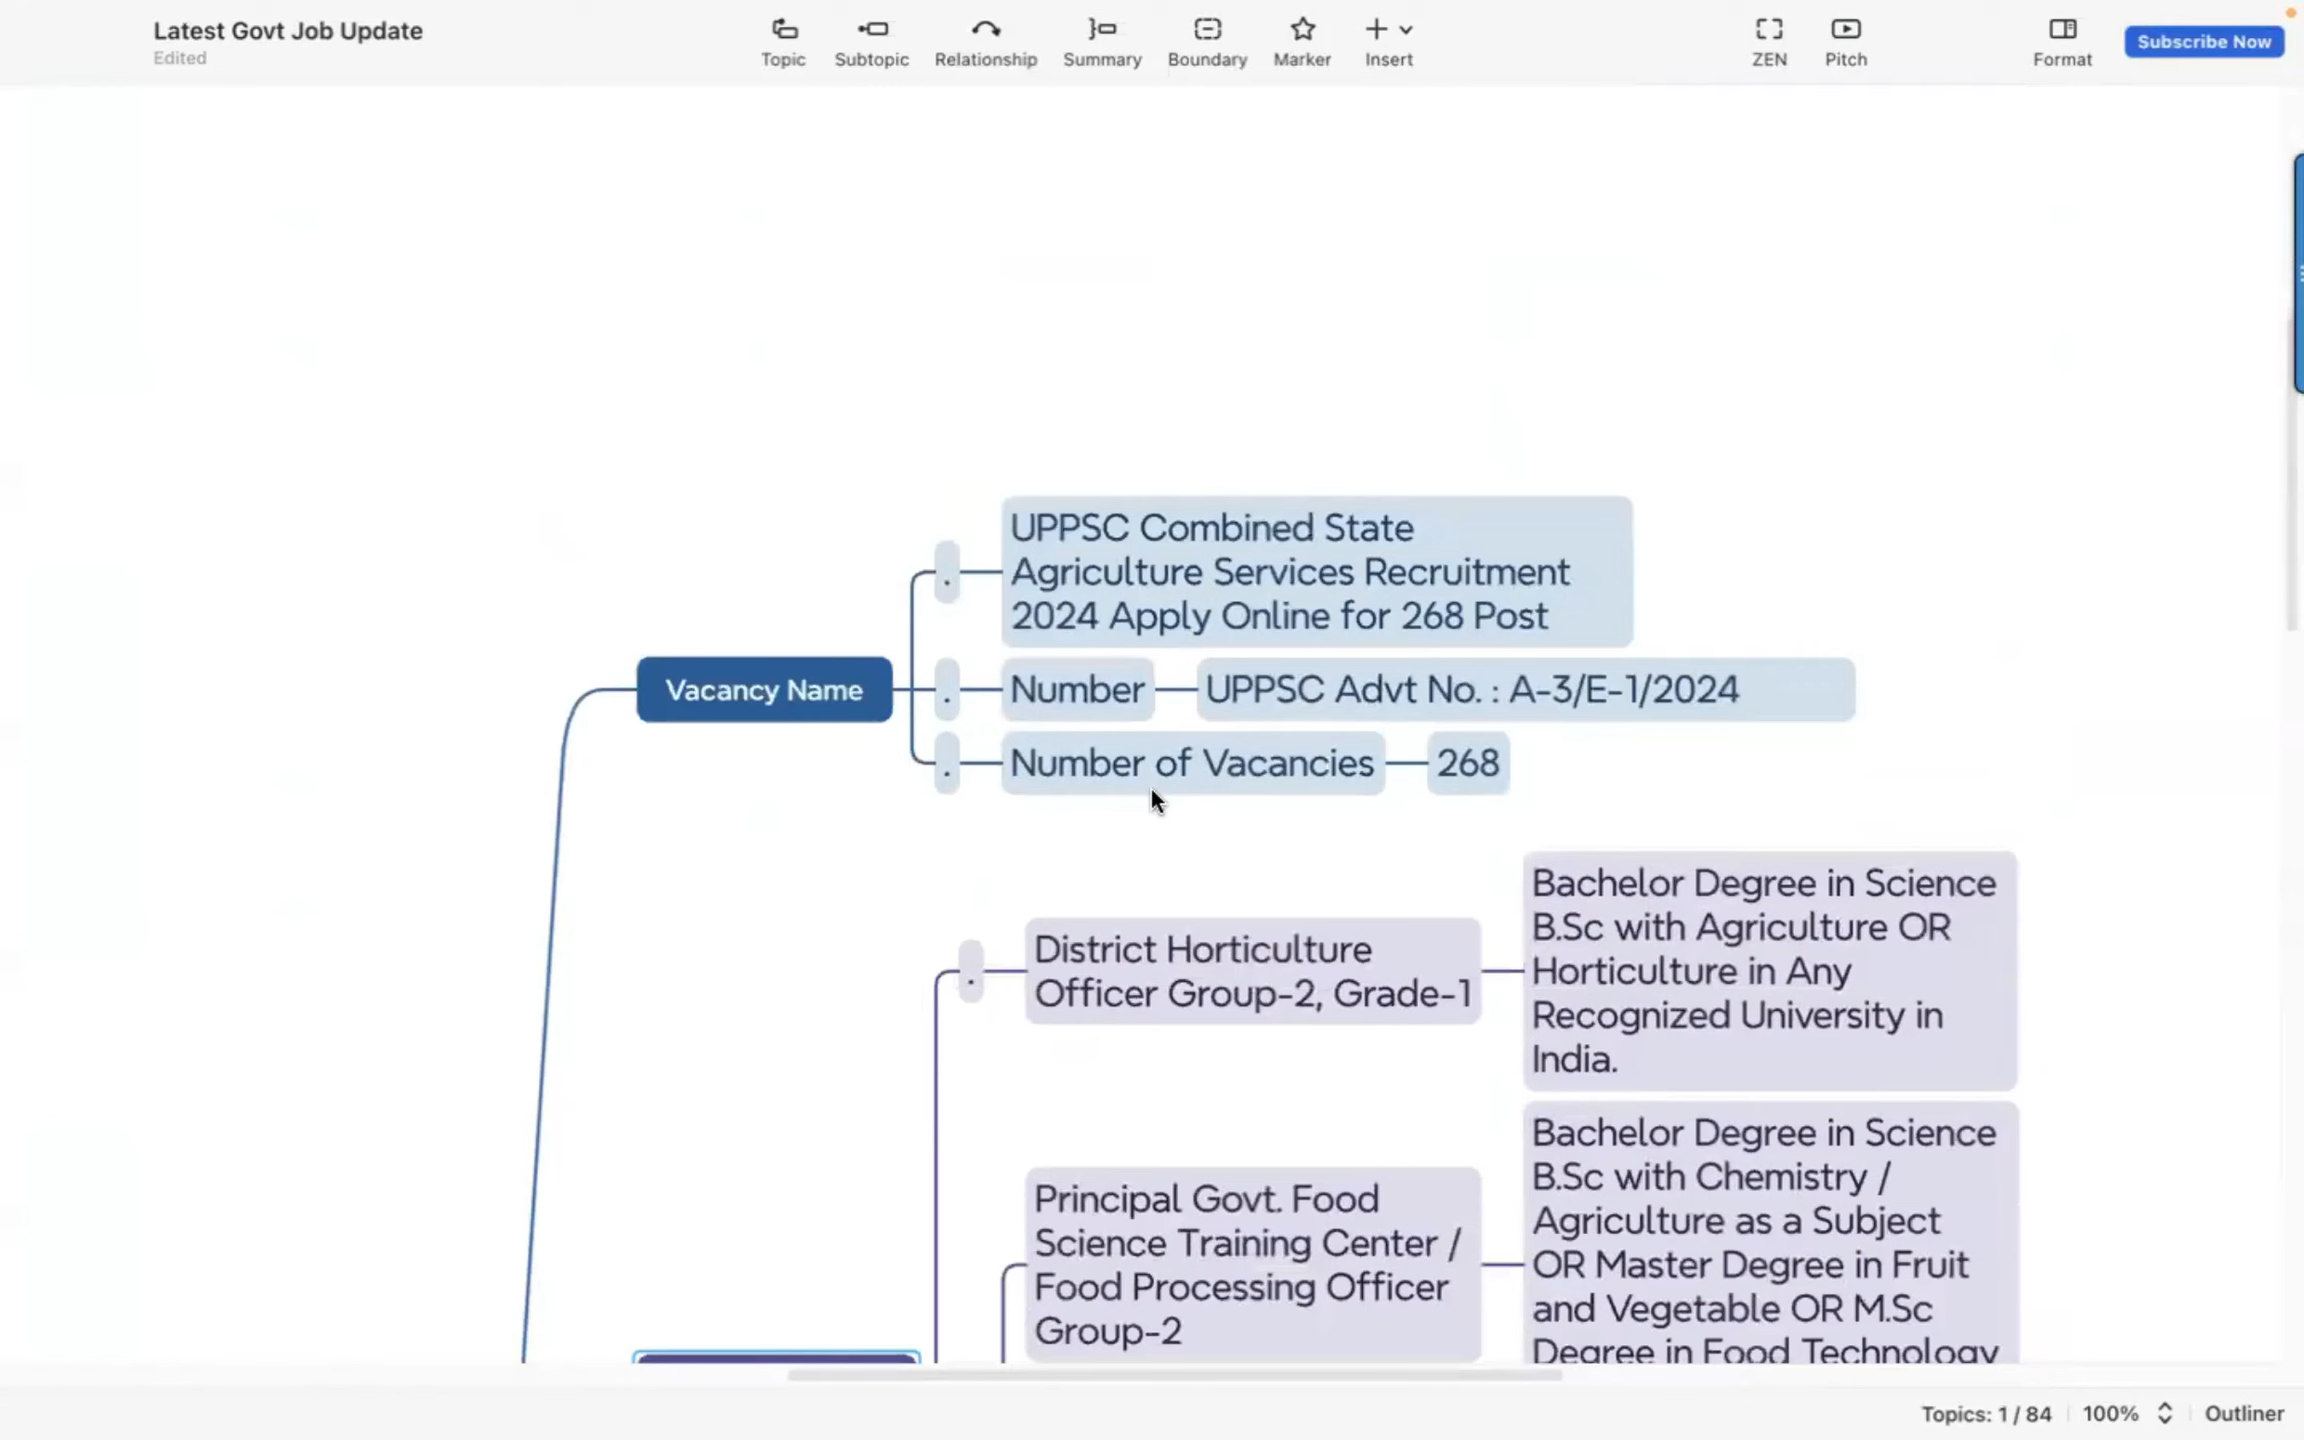 Latest Govt Job Update
Edited
Topic
Subtopic
Relationship
Summary
Boundary
Marker
Insert
ZEN
Pitch
Format
Subscribe Now
Vacancy Name
.
UPPSC Combined State
Agriculture Services Recruitment
2024 Apply Online for 268 Post
.
Number
UPPSC Advt No. : A-3/E-1/2024
.
Number of Vacancies
268
.
District Horticulture
Officer Group-2, Grade-1
Bachelor Degree in Science
B.Sc with Agriculture OR
Horticulture in Any
Recognized University in
India.
Principal Govt. Food
Science Training Center /
Food Processing Officer
Group-2
Bachelor Degree in Science
B.Sc with Chemistry /
Agriculture as a Subject
OR Master Degree in Fruit
and Vegetable OR M.Sc
Degree in Food Technology
Topics: 1 / 84
100%
Outliner